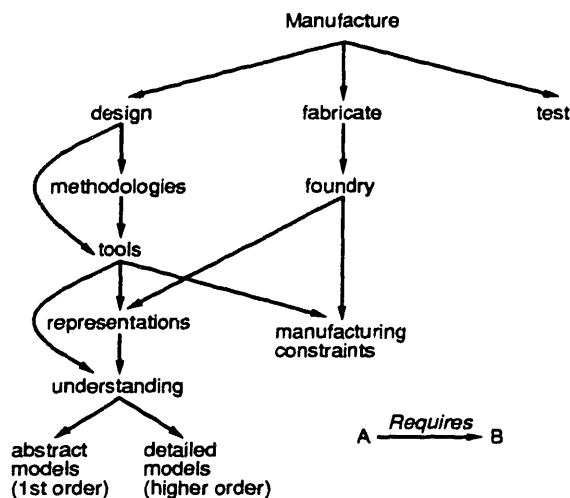 Manufacture
design
fabricate
test
methodologies
foundry
tools
representations
manufacturing
constraints
understanding
abstract
models
(1st order)
detailed
models
(higher order)
Requires
A
B